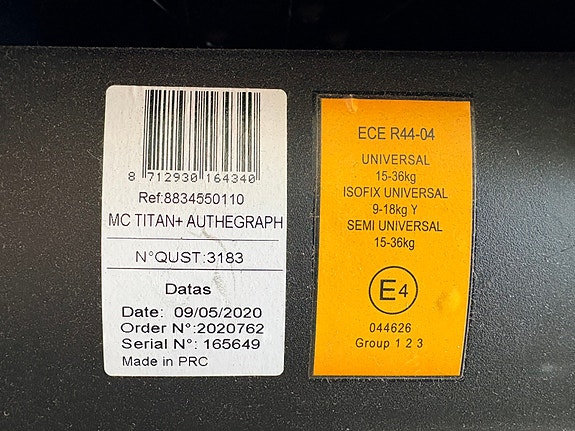 8 712930 164340
Ref:8834550110
MC TITAN+ AUTHEGRAPH
N°QUST:3183
Datas
Date: 09/05/2020
Order N°:2020762
Serial N°: 165649
Made in PRC
ECE R44-04
UNIVERSAL
15-36kg
ISOFIX UNIVERSAL
9-18kg Y
SEMI UNIVERSAL
15-36kg
E4
044626
Group 1 2 3